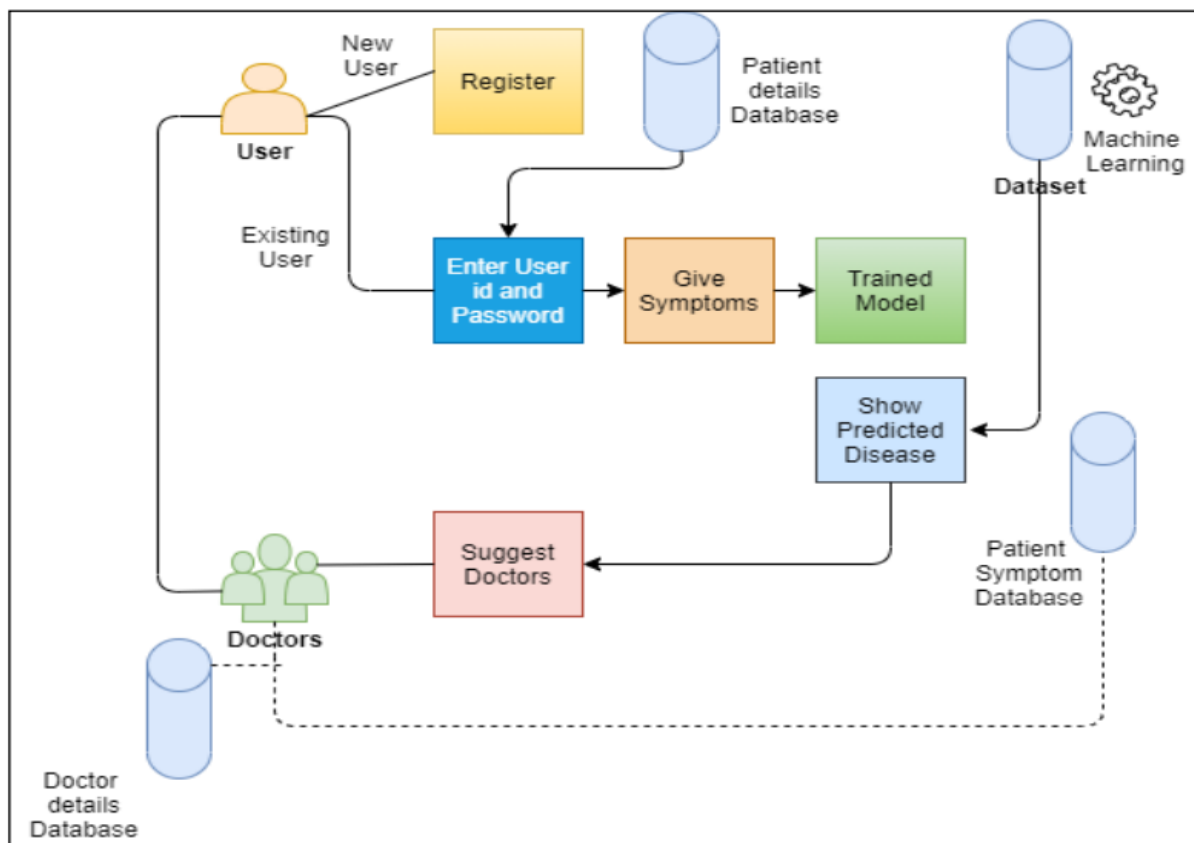 New
User
Register
Patient
details
Database
Machine
Learning
User
Dataset
Existing
User
Enter User
id and
Password
Give
Symptoms
Trained
Model
Show
Predicted
Disease
Suggest
Doctors
Patient
Symptom
Database
Doctors
Doctor
details
Database